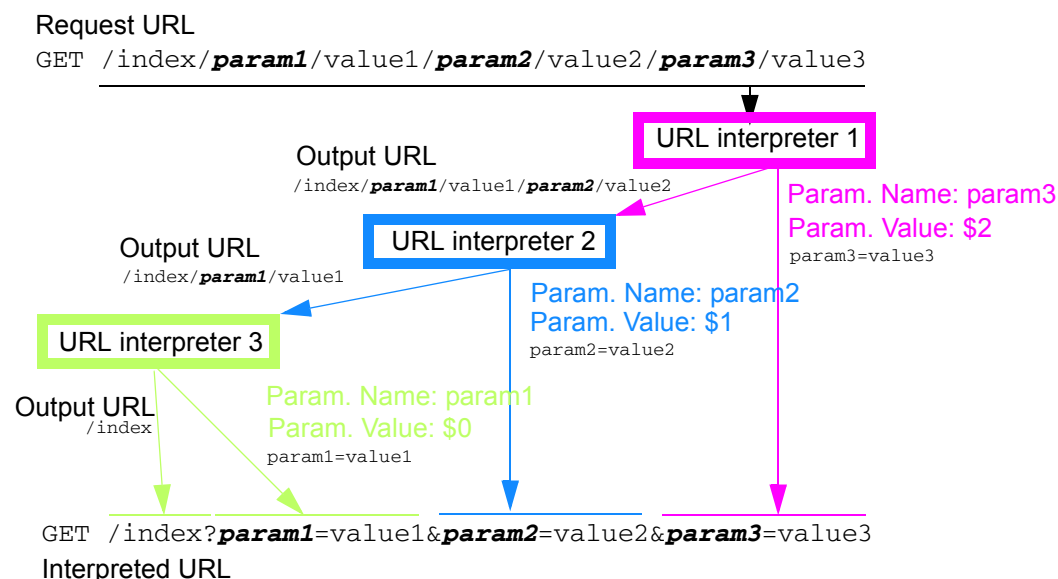 Request URL
GET /index/param1/value1/param2/value2/param3/value3
URL interpreter 1
Output URL
/index/param1/value1/param2/value2
Param. Name: param3
Param. Value: $2
param3=value3
URL interpreter 2
Output URL
/index/param1/value1
Param. Name: param2
Param. Value: $1
param2=value2
URL interpreter 3
Output URL
/index
Param. Name: param1
Param. Value: $0
param1=value1
GET /index?param1=value1&param2=value2&param3=value3
Interpreted URL